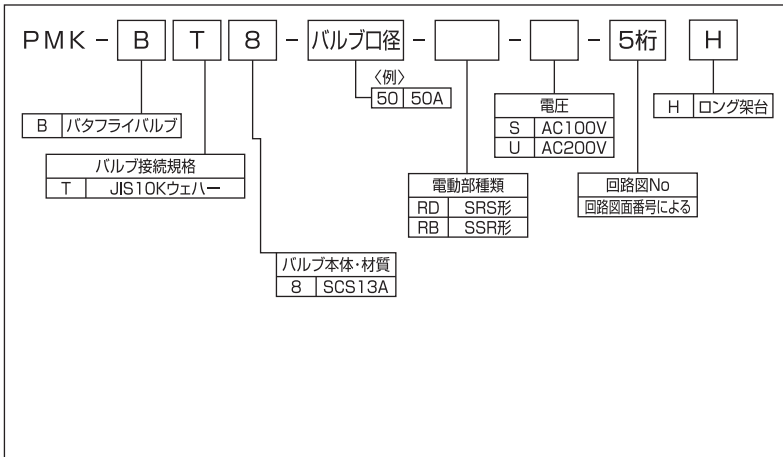 PMK - B T 8 - バルブ口径 - - - 5桁 H
〈例〉
50 50A
B バタフライバルブ
電圧
S AC100V
U AC200V
H ロング架台
バルブ接続規格
T JIS10Kウェハー
電動部種類
RD SRS形
RB SSR形
回路図No
回路図面番号による
バルブ本体・材質
8 SCS13A